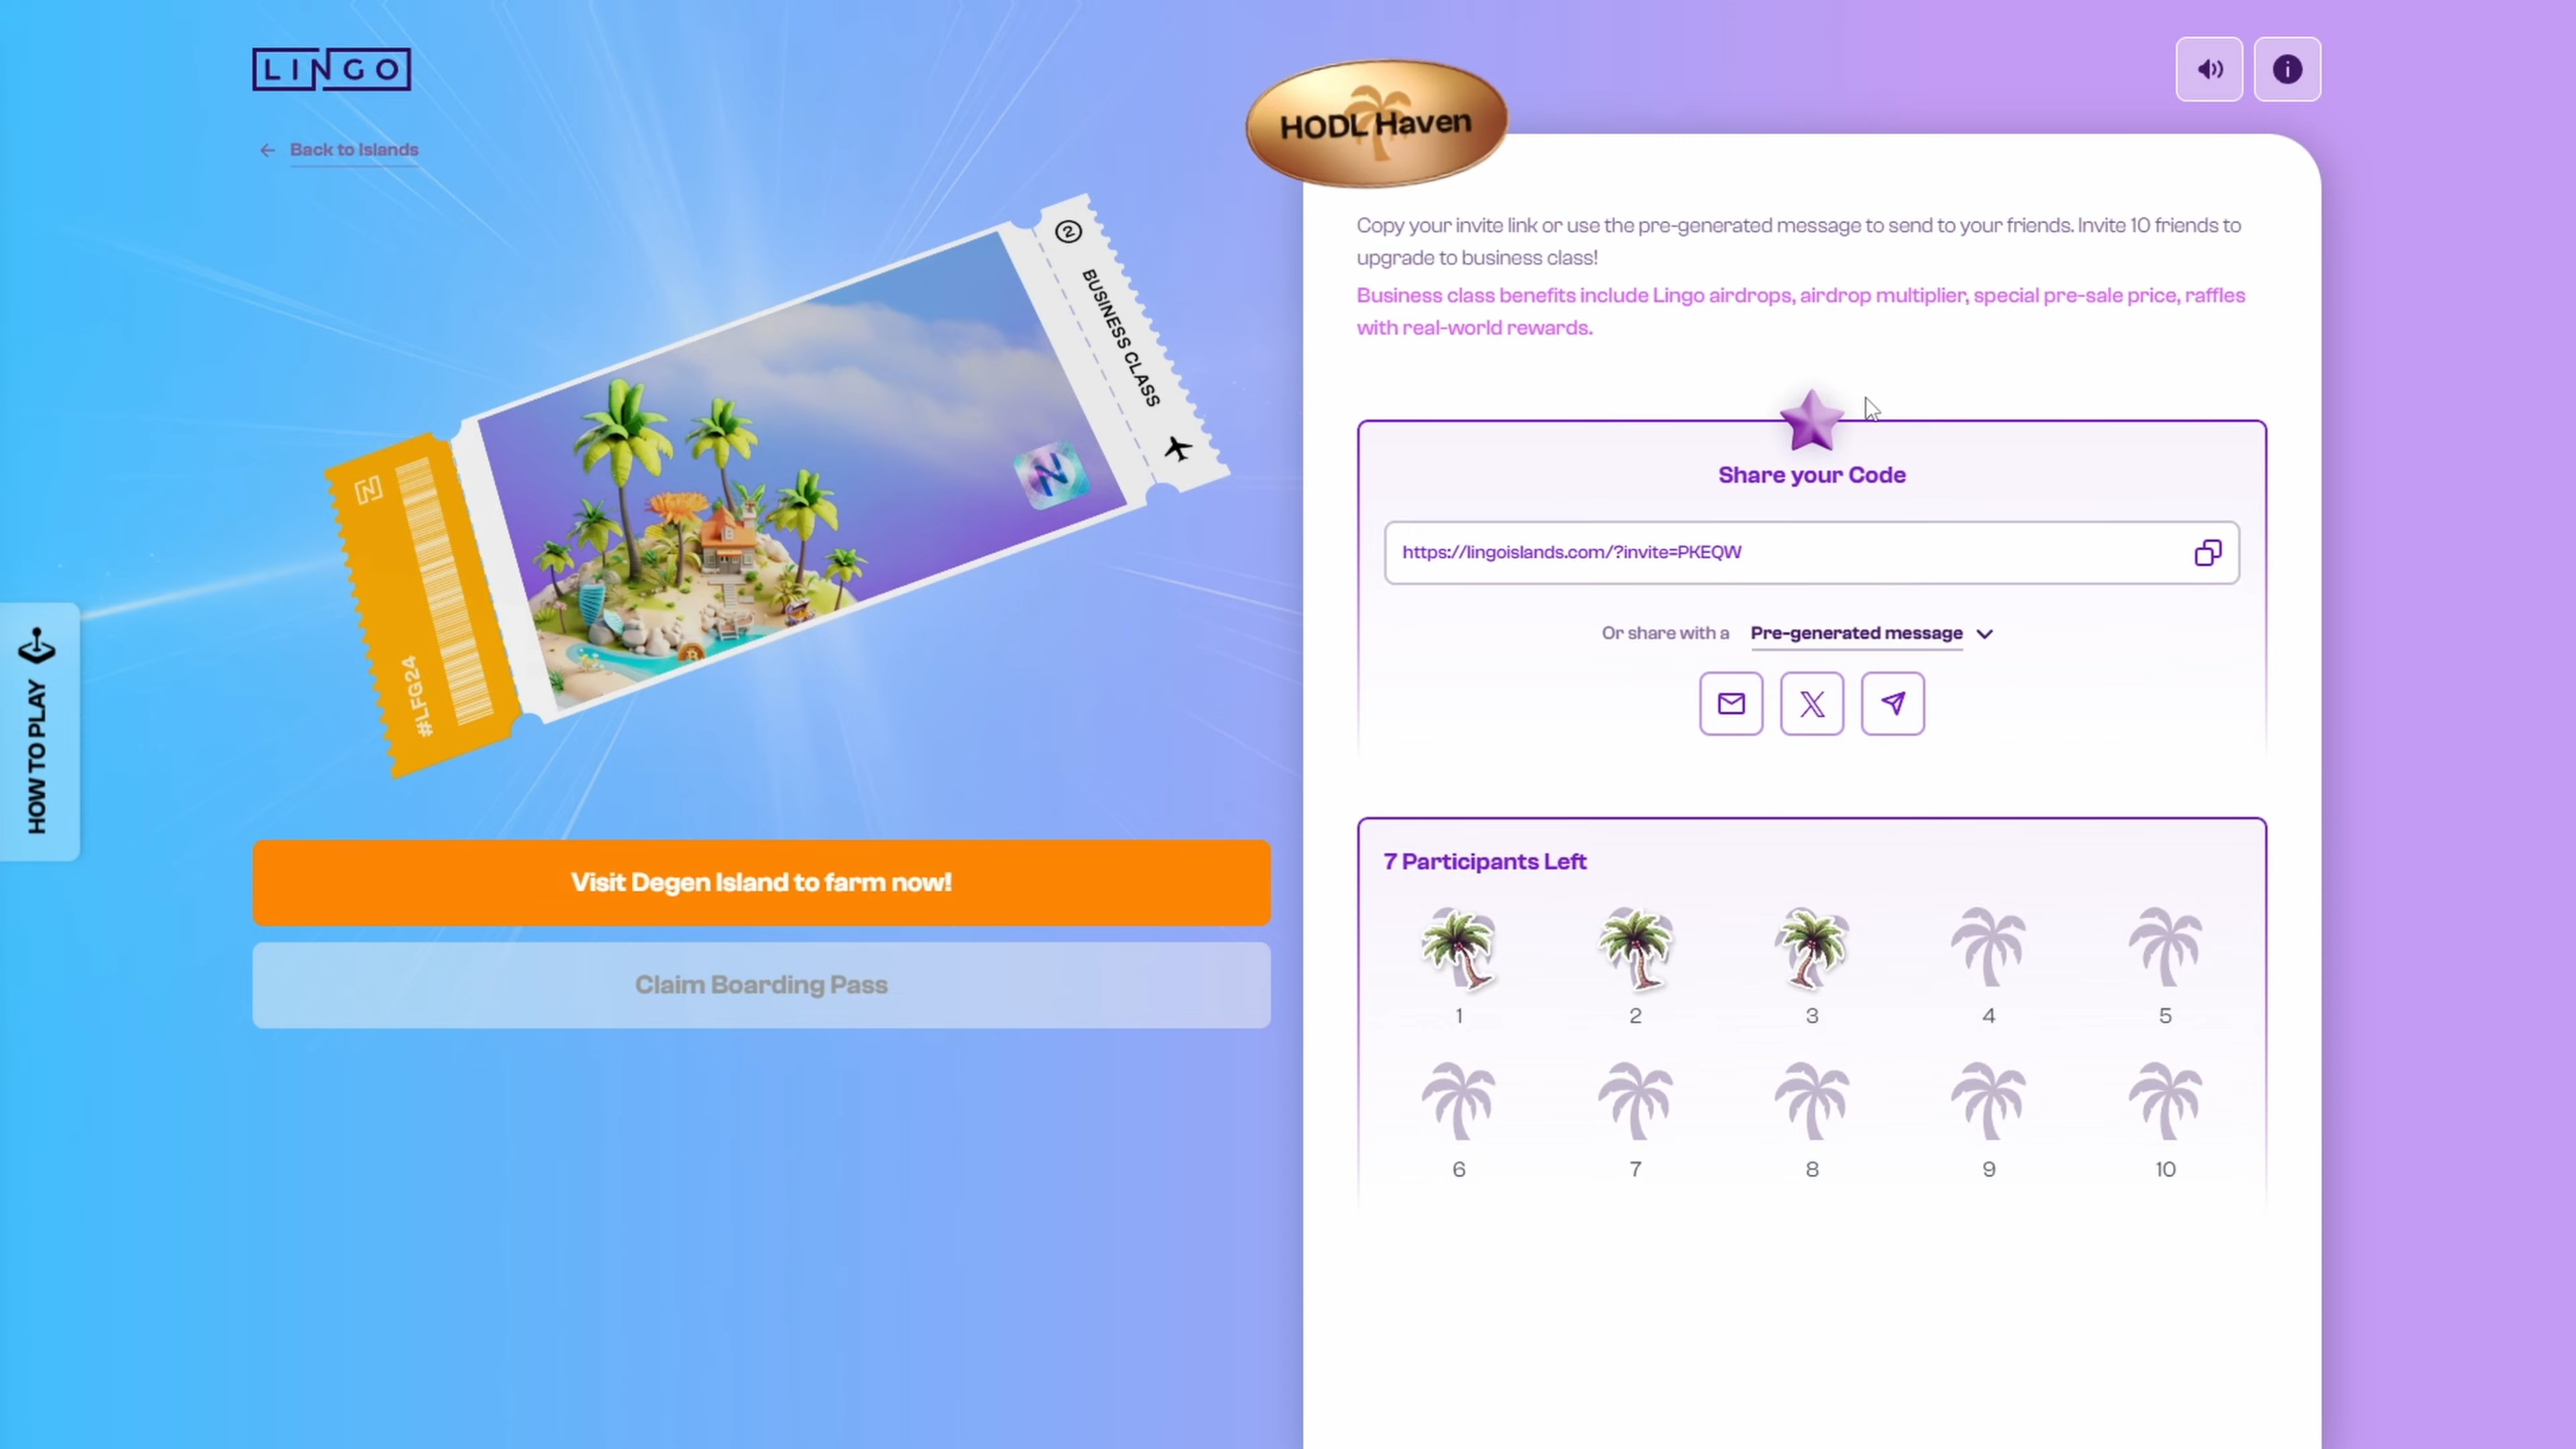 LINGO
Back to Islands
HODL Haven
Copy your invite link or use the pre-generated message to send to your friends. Invite 10 friends to
upgrade to business class!
Business class benefits include Lingo airdrops, airdrop multiplier, special pre-sale price, raffles
with real-world rewards.
2
BUSINESS CLASS
N
#LFG24
N
HOW TO PLAY
Share your Code
https://lingoislands.com/?invite=PKEQW
Or share with a Pre-generated message
Visit Degen Island to farm now!
Claim Boarding Pass
7 Participants Left
1 2 3 4 5
6 7 8 9 10